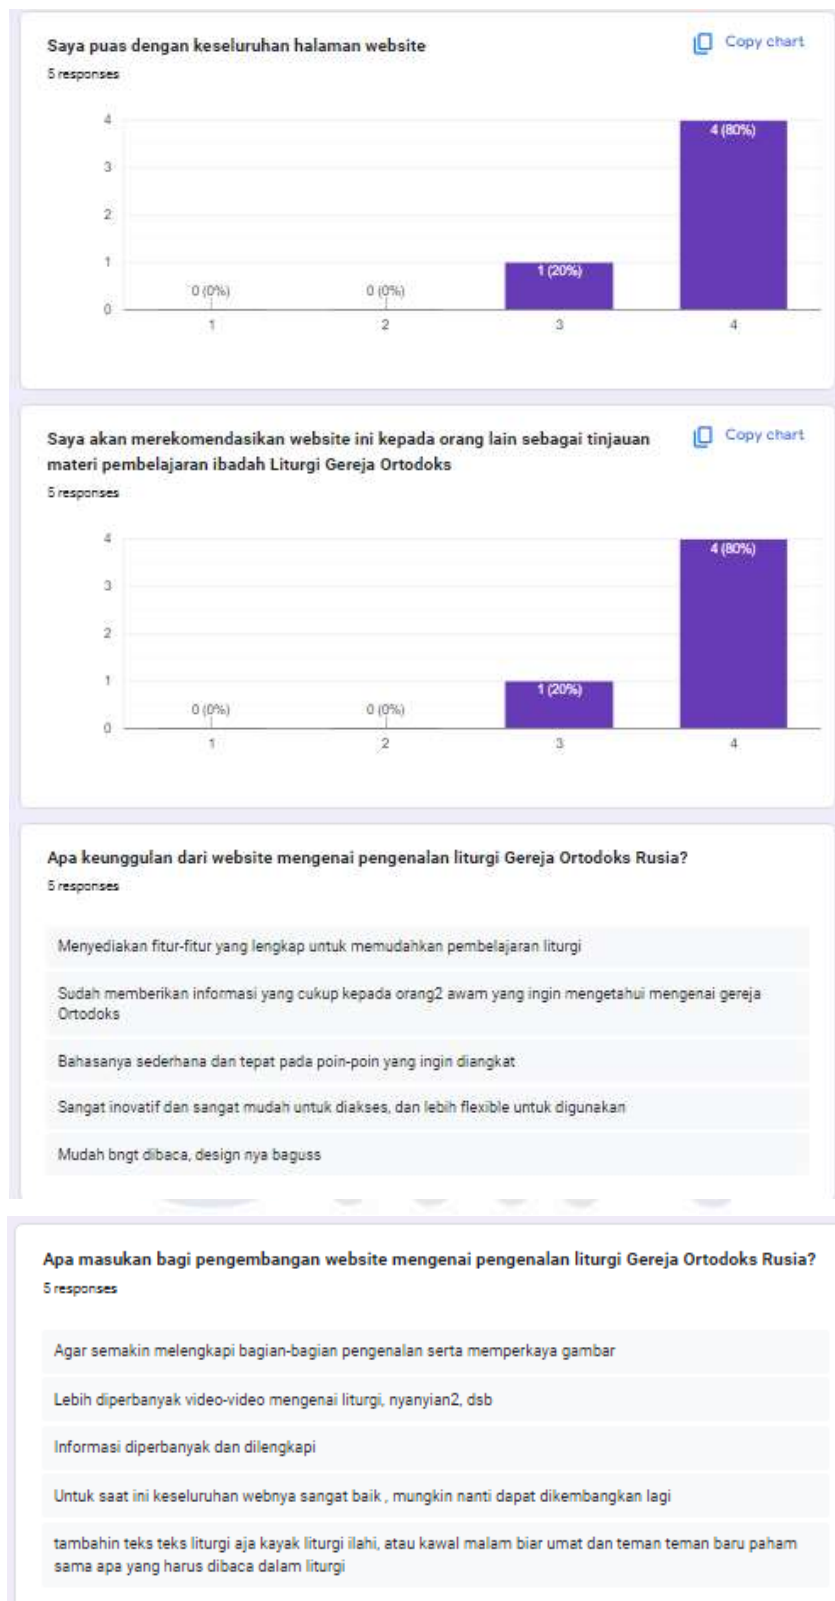 Saya puas dengan keseluruhan halaman website
Copy chart
5 responses
4
3
2
1
0
0 (0%)
0 (0%)
1 (20%)
4 (80%)
1
2
3
4
Saya akan merekomendasikan website ini kepada orang lain sebagai tinjauan
materi pembelajaran ibadah Liturgi Gereja Ortodoks
Copy chart
5 responses
4
3
2
1
0
0 (0%)
0 (0%)
1 (20%)
4 (80%)
1
2
3
4
Apa keunggulan dari website mengenai pengenalan liturgi Gereja Ortodoks Rusia?
5 responses
Menyediakan fitur-fitur yang lengkap untuk memudahkan pembelajaran liturgi
Sudah memberikan informasi yang cukup kepada orang2 awam yang ingin mengetahui mengenai gereja
Ortodoks
Bahasanya sederhana dan tepat pada poin-poin yang ingin diangkat
Sangat inovatif dan sangat mudah untuk diakses, dan lebih flexible untuk digunakan
Mudah bngt dibaca, design nya baguss
Apa masukan bagi pengembangan website mengenai pengenalan liturgi Gereja Ortodoks Rusia?
5 responses
Agar semakin melengkapi bagian-bagian pengenalan serta memperkaya gambar
Lebih diperbanyak video-video mengenai liturgi, nyanyian2, dsb
Informasi diperbanyak dan dilengkapi
Untuk saat ini keseluruhan webnya sangat baik , mungkin nanti dapat dikembangkan lagi
tambahin teks teks liturgi aja kayak liturgi ilahi, atau kawal malam biar umat dan teman teman baru paham
sama apa yang harus dibaca dalam liturgi